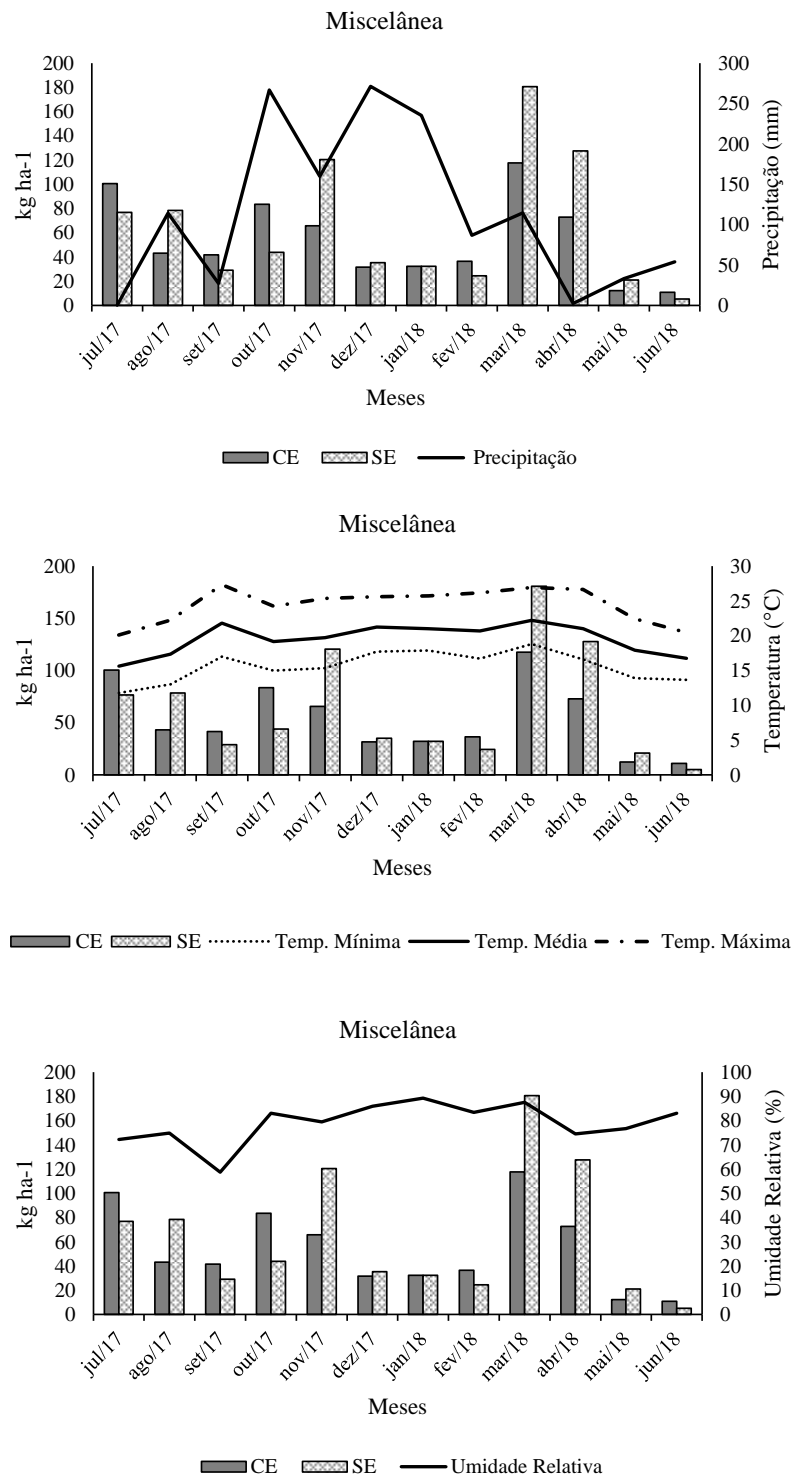 Miscelânea
200
180
160
140
120
100
80
60
40
20
0
kg ha-1
300
250
200
150
100
50
0
Precipitação (mm)
jul/17 ago/17 set/17 out/17 nov/17 dez/17 jan/18 fev/18 mar/18 abr/18 mai/18 jun/18
Meses
CE SE Precipitação
Miscelânea
200
150
100
50
0
kg ha-1
30
25
20
15
10
5
0
Temperatura (°C)
jul/17 ago/17 set/17 out/17 nov/17 dez/17 jan/18 fev/18 mar/18 abr/18 mai/18 jun/18
Meses
CE SE Temp. Mínima Temp. Média Temp. Máxima
Miscelânea
200
180
160
140
120
100
80
60
40
20
0
kg ha-1
100
90
80
70
60
50
40
30
20
10
0
Umidade Relativa (%)
jul/17 ago/17 set/17 out/17 nov/17 dez/17 jan/18 fev/18 mar/18 abr/18 mai/18 jun/18
Meses
CE SE Umidade Relativa